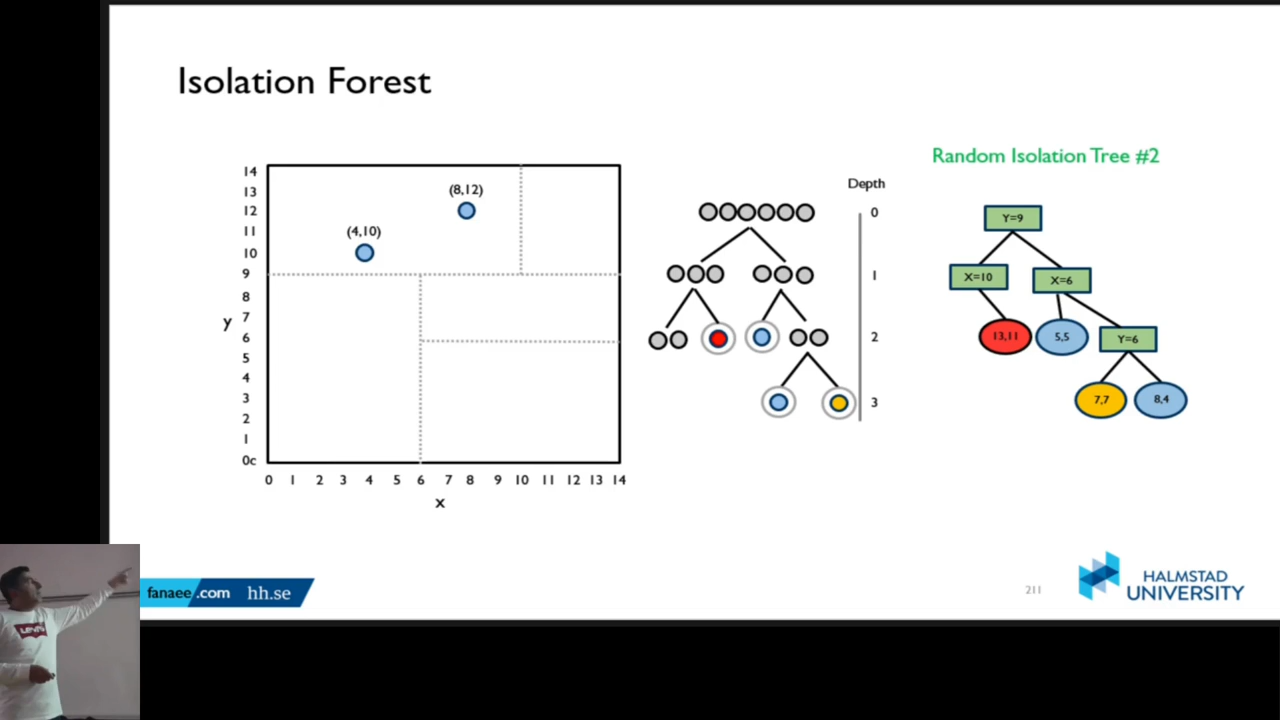 Isolation Forest
Random Isolation Tree #2
Depth
14
13
12
11
10
9
8
7
6
5
4
3
2
1
0c
y
(8,12)
(4,10)
0 1 2 3 4 5 6 7 8 9 10 11 12 13 14
x
0
1
2
3
Y=9
X=10
X=6
13,11
5,5
Y=6
7,7
8,4
LEVI'S
fanaee.com hh.se
211
HALMSTAD
UNIVERSITY